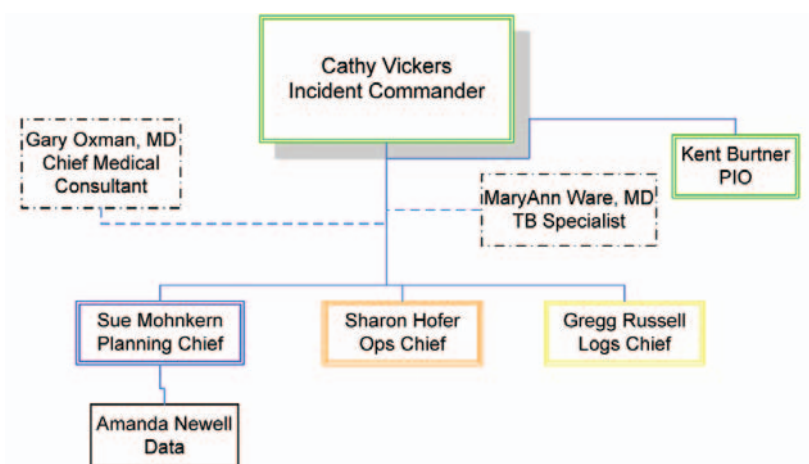 Cathy Vickers
Incident Commander
Gary Oxman, MD
Chief Medical
Consultant
Kent Burtner
PIO
MaryAnn Ware, MD
TB Specialist
Sue Mohnkern
Planning Chief
Sharon Hofer
Ops Chief
Gregg Russell
Logs Chief
Amanda Newell
Data